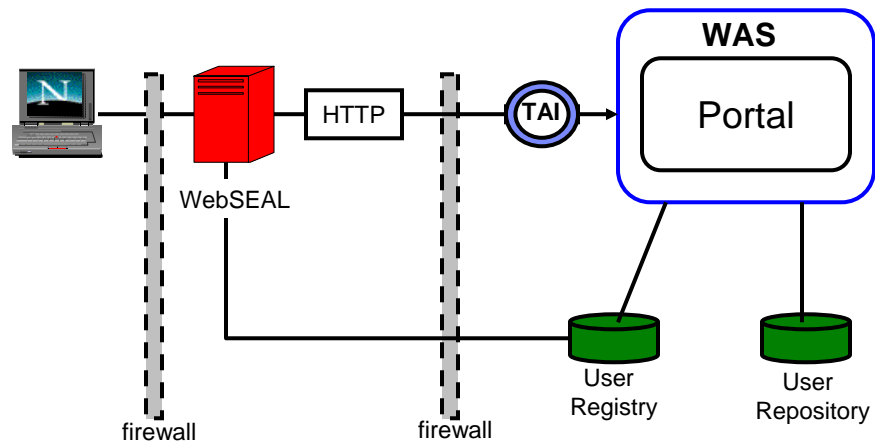 WAS
N
HTTP
TAI
Portal
WebSEAL
User
Registry
User
Repository
firewall
firewall